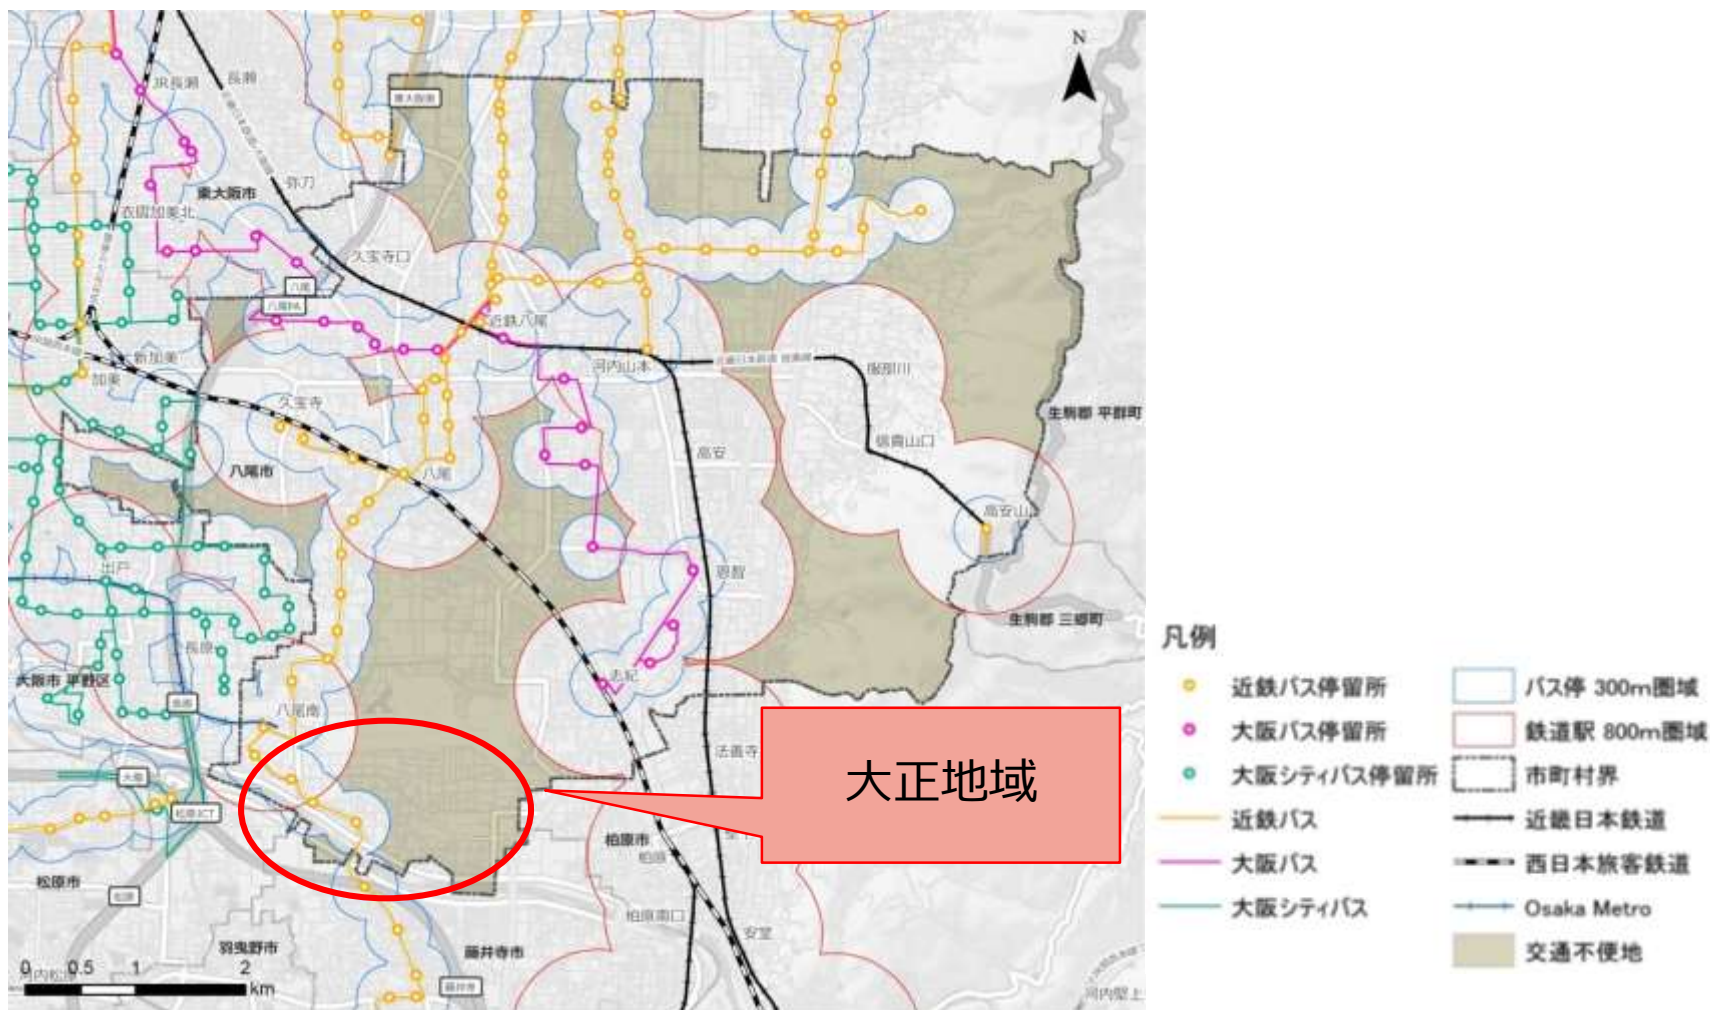 N
JR長瀬
長瀬
東大阪市
弥刀
衣摺加美北
久宝寺口
八尾
八尾PA
近鉄八尾
新加美
加美
河内山本
服部川
久宝寺
生駒郡 平群町
信貴山口
高安
八尾市
八尾
高安山
出戸
恩智
生駒郡 三郷町
長原
志紀
大阪市 平野区
八尾南
法善寺
大正地域
松原JCT
柏原市
柏原
松原市
松原
柏原南口
安堂
羽曳野市
藤井寺市
藤井寺
河内堅上
0 0.5 1 2
km
凡例
近鉄バス停留所
大阪バス停留所
大阪シティバス停留所
近鉄バス
大阪バス
大阪シティバス
バス停 300m圏域
鉄道駅 800m圏域
市町村界
近畿日本鉄道
西日本旅客鉄道
Osaka Metro
交通不便地